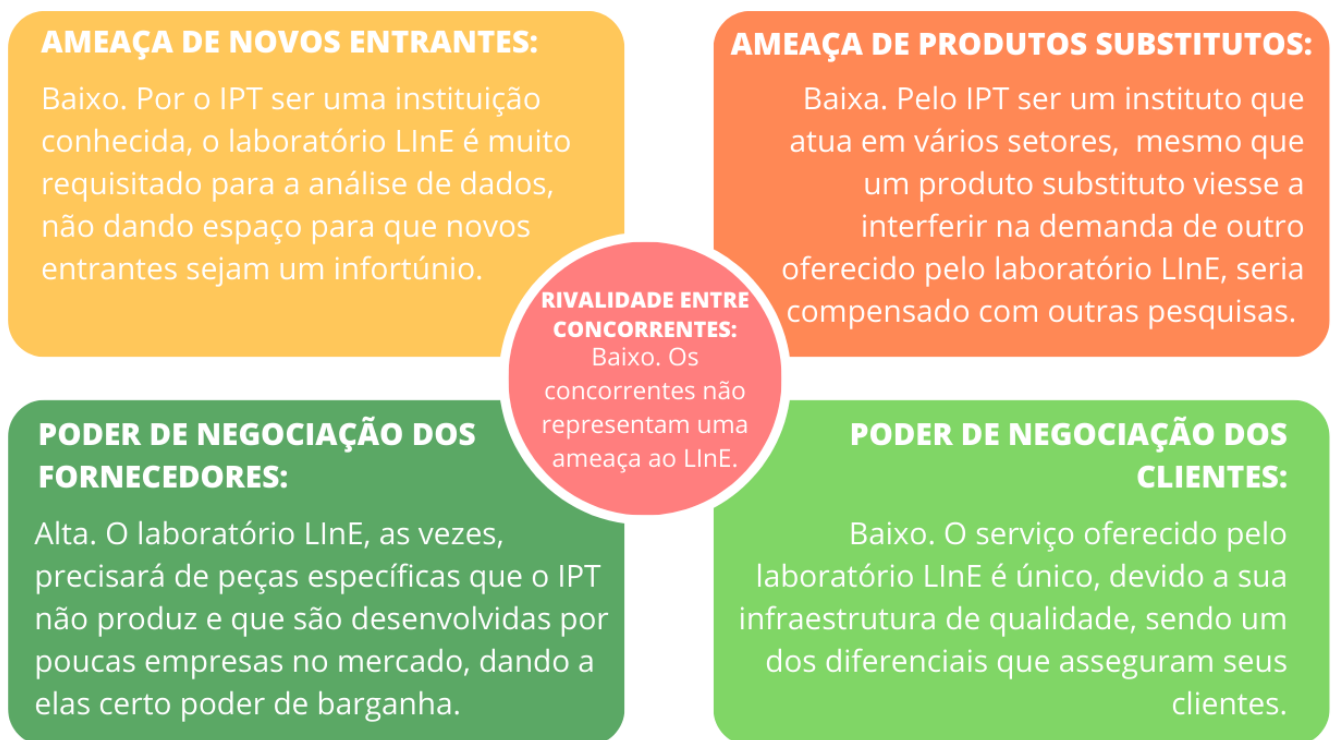 AMEAÇA DE NOVOS ENTRANTES:
Baixo. Por o IPT ser uma instituição
conhecida, o laboratório LInE é muito
requisitado para a análise de dados,
não dando espaço para que novos
entrantes sejam um infortúnio.
AMEAÇA DE PRODUTOS SUBSTITUTOS:
Baixa. Pelo IPT ser um instituto que
atua em vários setores, mesmo que
um produto substituto viesse a
interferir na demanda de outro
oferecido pelo laboratório LInE, seria
compensado com outras pesquisas.
RIVALIDADE ENTRE
CONCORRENTES:
Baixo. Os
concorrentes não
representam uma
ameaça ao LInE.
PODER DE NEGOCIAÇÃO DOS
FORNECEDORES:
Alta. O laboratório LInE, as vezes,
precisará de peças específicas que o IPT
não produz e que são desenvolvidas por
poucas empresas no mercado, dando a
elas certo poder de barganha.
PODER DE NEGOCIAÇÃO DOS
CLIENTES:
Baixo. O serviço oferecido pelo
laboratório LInE é único, devido a sua
infraestrutura de qualidade, sendo um
dos diferenciais que asseguram seus
clientes.